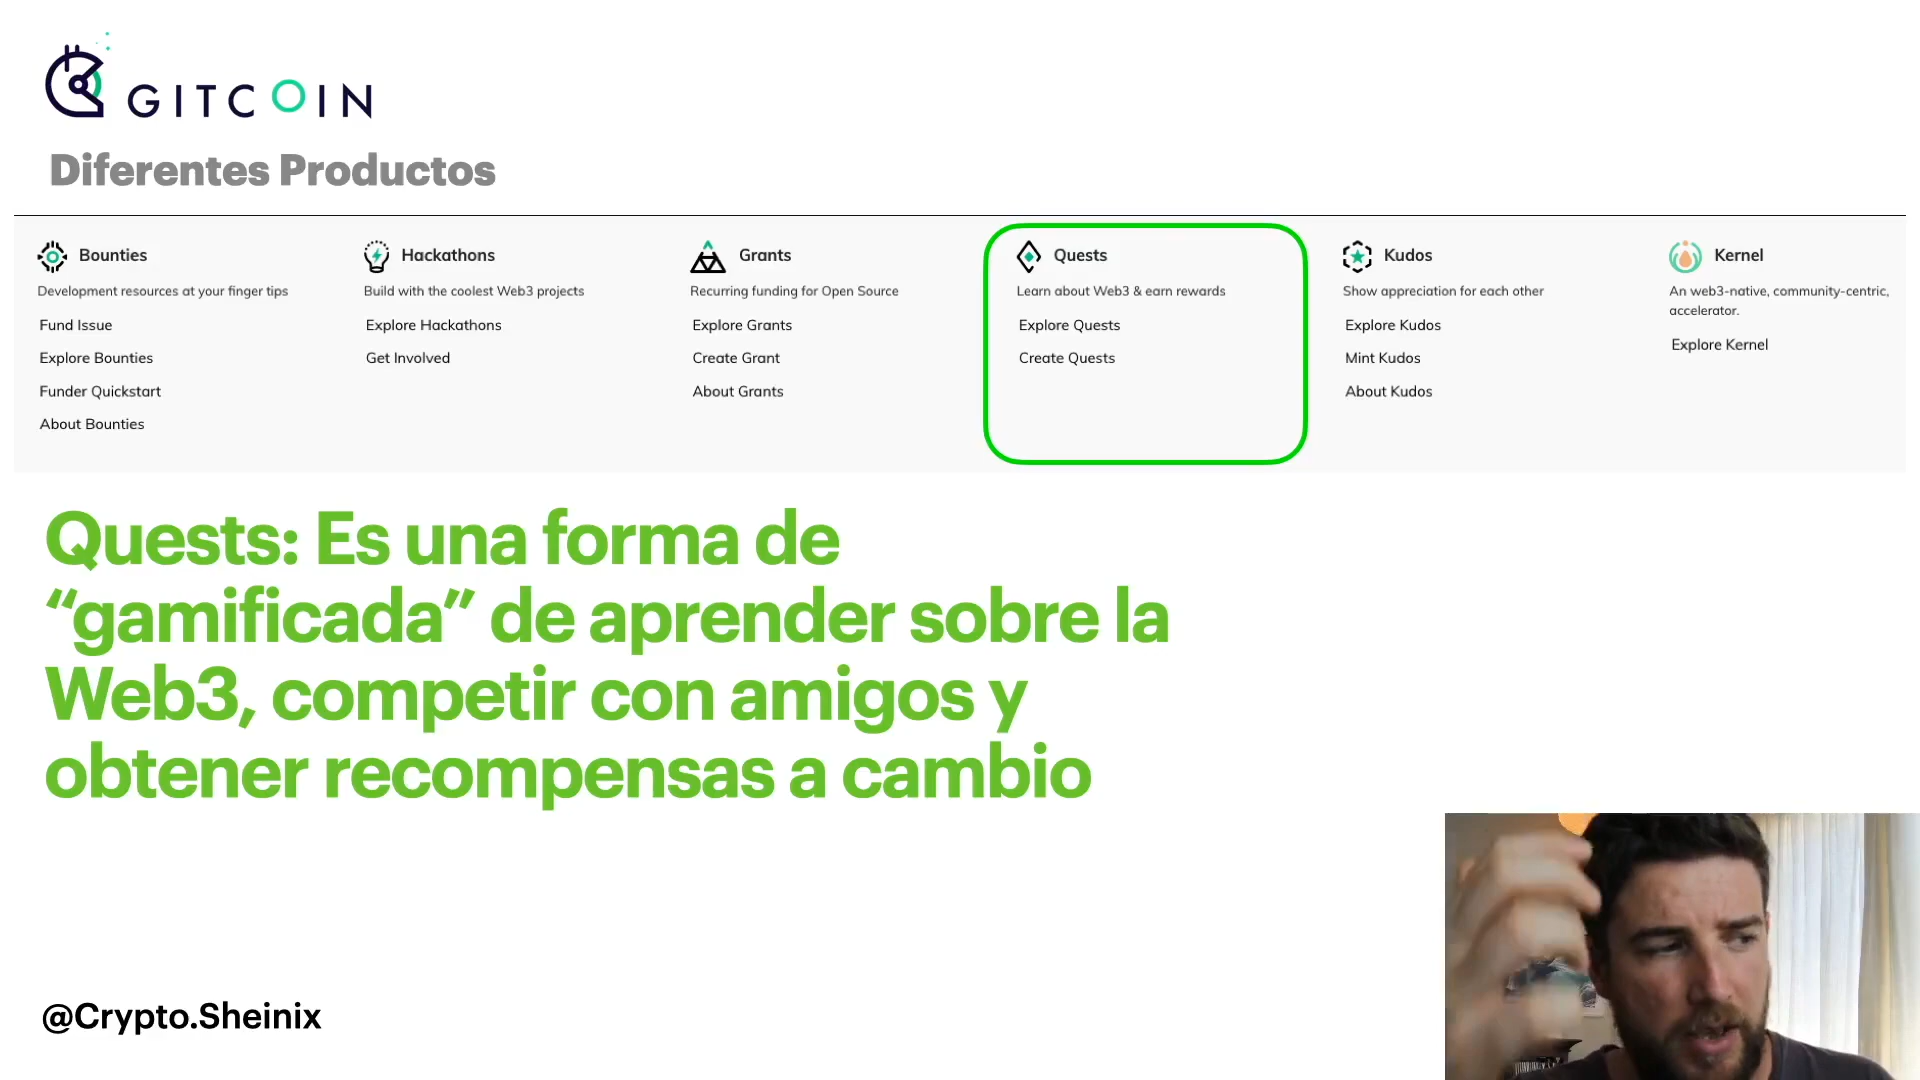 GITCOIN
Diferentes Productos
Bounties
Development resources at your finger tips
Fund Issue
Explore Bounties
Funder Quickstart
About Bounties
Hackathons
Build with the coolest Web3 projects
Explore Hackathons
Get Involved
Grants
Recurring funding for Open Source
Explore Grants
Create Grant
About Grants
Quests
Learn about Web3 & earn rewards
Explore Quests
Create Quests
Kudos
Show appreciation for each other
Explore Kudos
Mint Kudos
About Kudos
Kernel
An web3-native, community-centric,
accelerator.
Explore Kernel
Quests: Es una forma de
“gamificada” de aprender sobre la
Web3, competir con amigos y
obtener recompensas a cambio
@Crypto.Sheinix